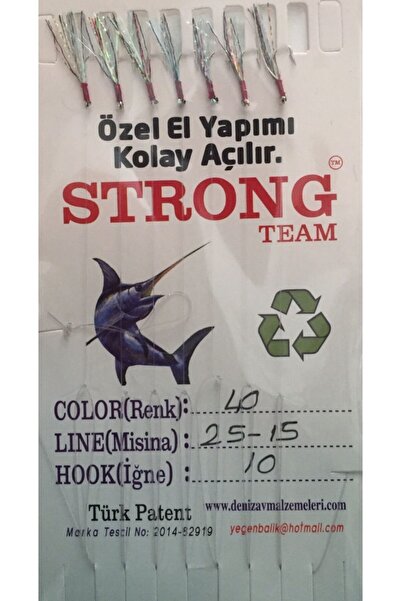 Özel El Yapımı
Kolay Açılır.
STRONG TM
TEAM
COLOR(Renk): 40
LINE(Misina): 25-15
HOOK(İğne): 10
Türk Patent www.denizavmalzemeleri.com
Marka Tescil No: 2014-82919 yegenbalik@hotmail.com